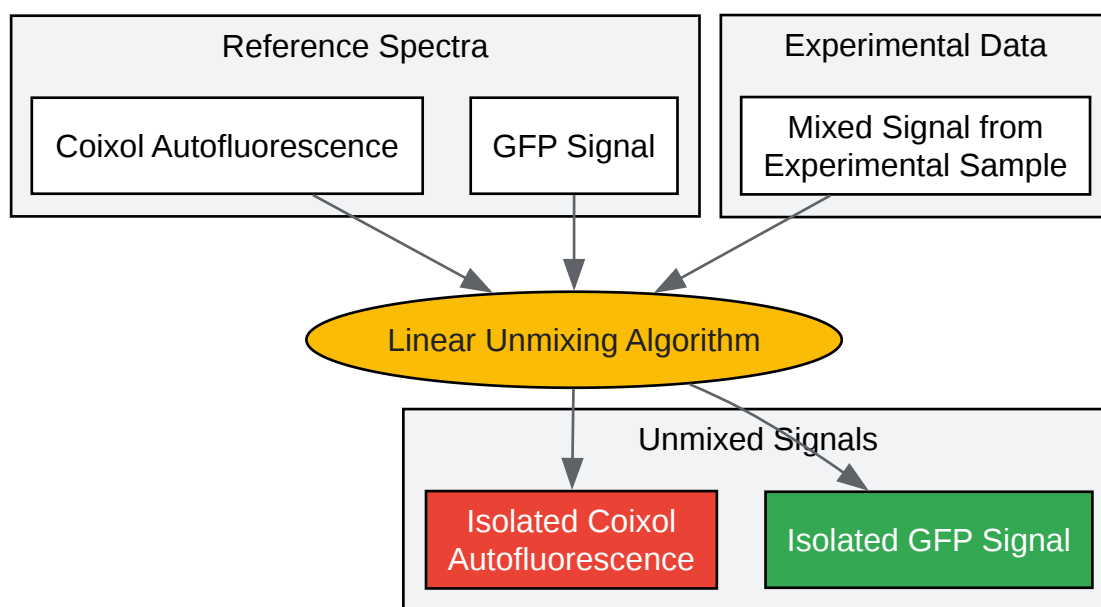 Reference Spectra
Experimental Data
Coixol Autofluorescence
GFP Signal
Mixed Signal from
Experimental Sample
Linear Unmixing Algorithm
Unmixed Signals
Isolated Coixol
Autofluorescence
Isolated GFP Signal